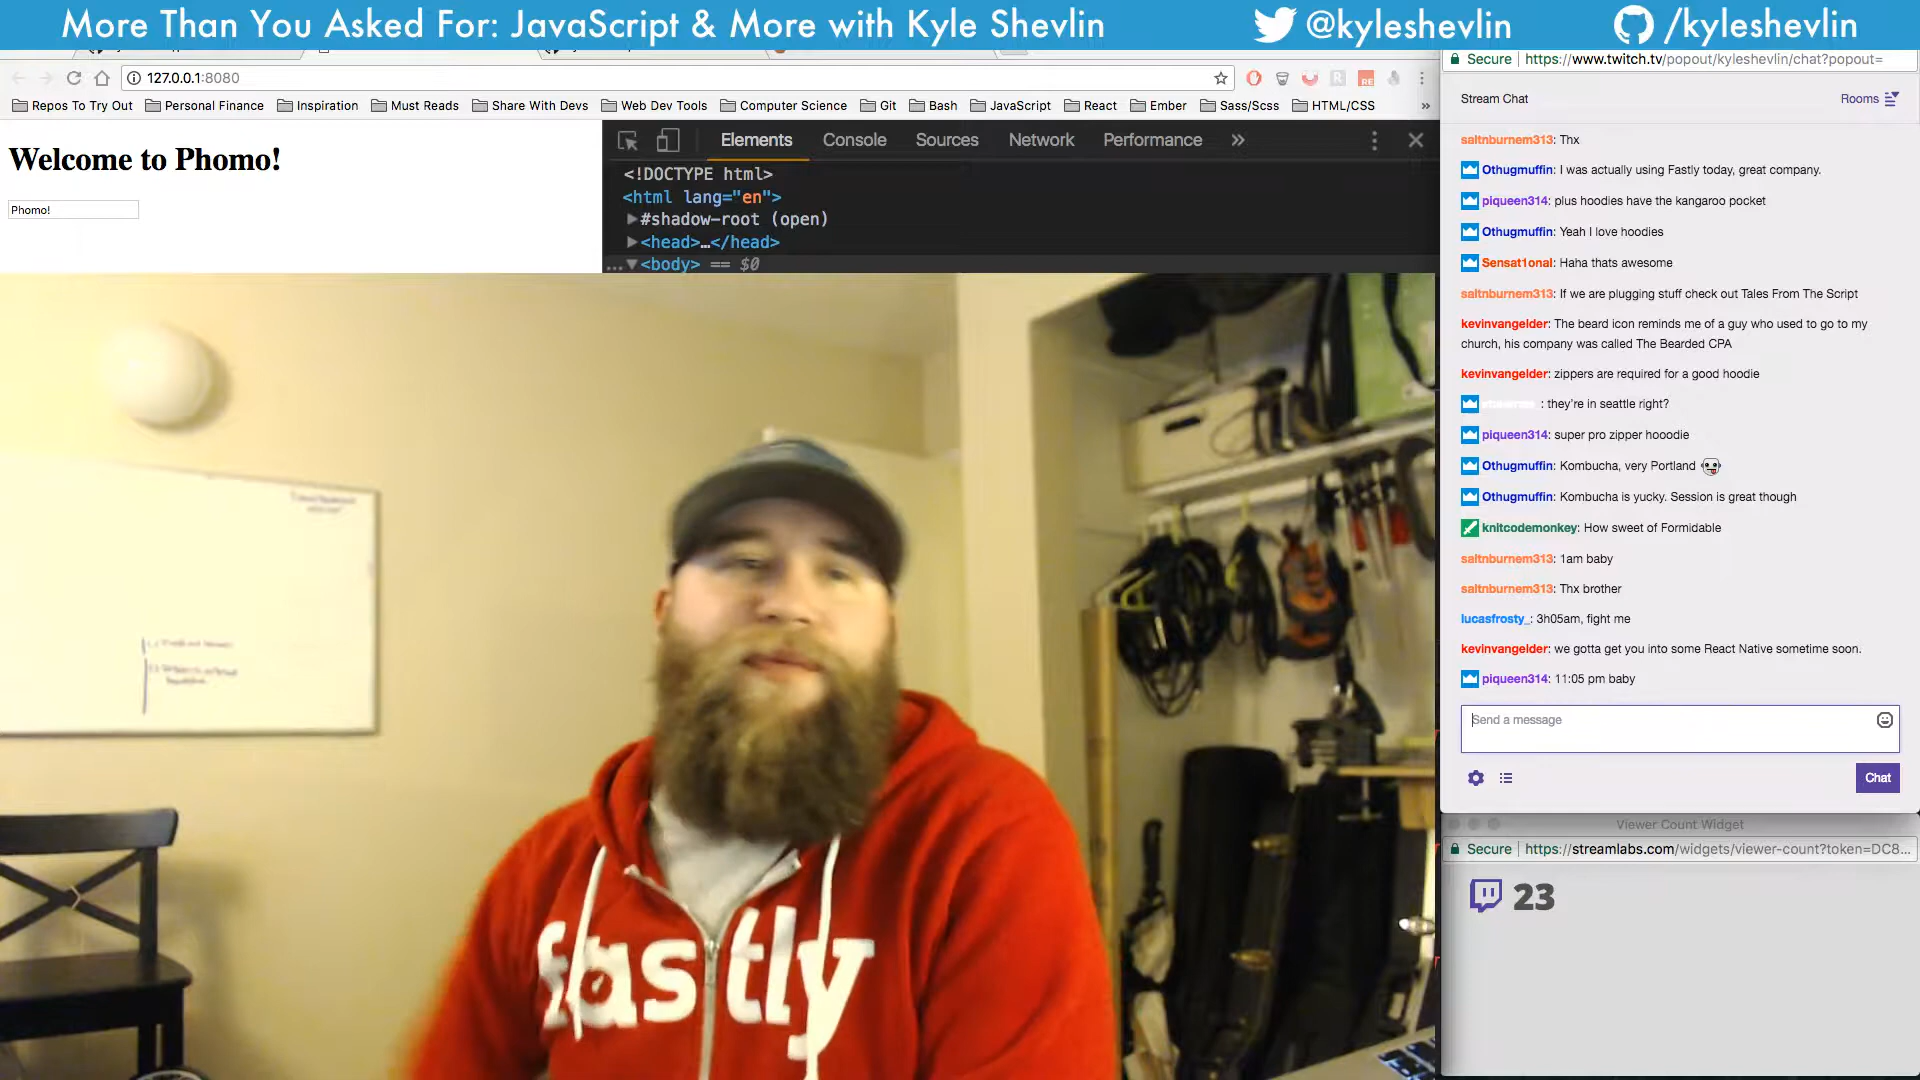 More Than You Asked For: JavaScript & More with Kyle Shevlin
@kyleshevlin
/kyleshevlin
127.0.0.1:8080
Repos To Try Out
Personal Finance
Inspiration
Must Reads
Share With Devs
Web Dev Tools
Computer Science
Git
Bash
JavaScript
React
Ember
Sass/Scss
HTML/CSS
»
Welcome to Phomo!
Phomo!
Elements
Console
Sources
Network
Performance
»
<!DOCTYPE html>
<html lang="en">
#shadow-root (open)
<head>…</head>
...
<body> == $0
fastly
Secure
https://www.twitch.tv/popout/kyleshevlin/chat?popout=
Stream Chat
Rooms
saltnburnem313: Thx
Othugmuffin: I was actually using Fastly today, great company.
piqueen314: plus hoodies have the kangaroo pocket
Othugmuffin: Yeah I love hoodies
Sensat1onal: Haha thats awesome
saltnburnem313: If we are plugging stuff check out Tales From The Script
kevinvangelder: The beard icon reminds me of a guy who used to go to my
church, his company was called The Bearded CPA
kevinvangelder: zippers are required for a good hoodie
: they're in seattle right?
piqueen314: super pro zipper hooodie
Othugmuffin: Kombucha, very Portland
Othugmuffin: Kombucha is yucky. Session is great though
knitcodemonkey: How sweet of Formidable
saltnburnem313: 1am baby
saltnburnem313: Thx brother
lucasfrosty_: 3h05am, fight me
kevinvangelder: we gotta get you into some React Native sometime soon.
piqueen314: 11:05 pm baby
Send a message
Chat
Viewer Count Widget
Secure
https://streamlabs.com/widgets/viewer-count?token=DC8...
23